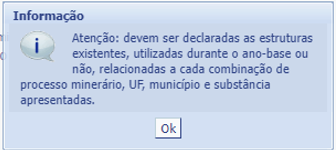 Informação
Atenção: devem ser declaradas as estruturas
existentes, utilizadas durante o ano-base ou
não, relacionadas a cada combinação de
processo minerário, UF, município e substância
apresentadas.
Ok